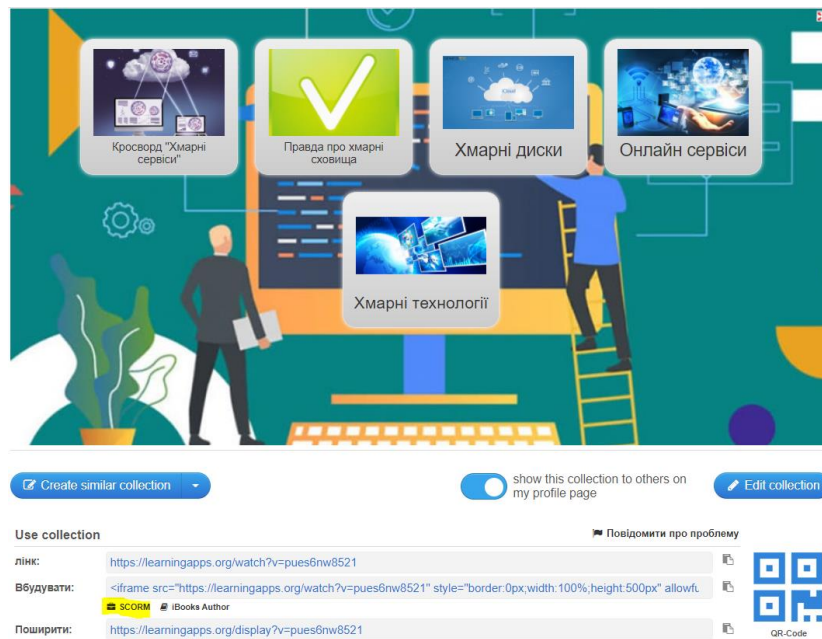 Кросворд "Хмарні
сервіси"
Правда про хмарні
сховища
Хмарні диски
Онлайн сервіси
Хмарні технології
Create similar collection
show this collection to others on
my profile page
Edit collection
Use collection
Повідомити про проблему
лінк:
https://learningapps.org/watch?v=pues6nw8521
Вбудувати:
<iframe src="https://learningapps.org/watch?v=pues6nw8521" style="border:0px;width:100%;height:500px" allowfu
SCORM iBooks Author
Поширити:
https://learningapps.org/display?v=pues6nw8521
QR-Code